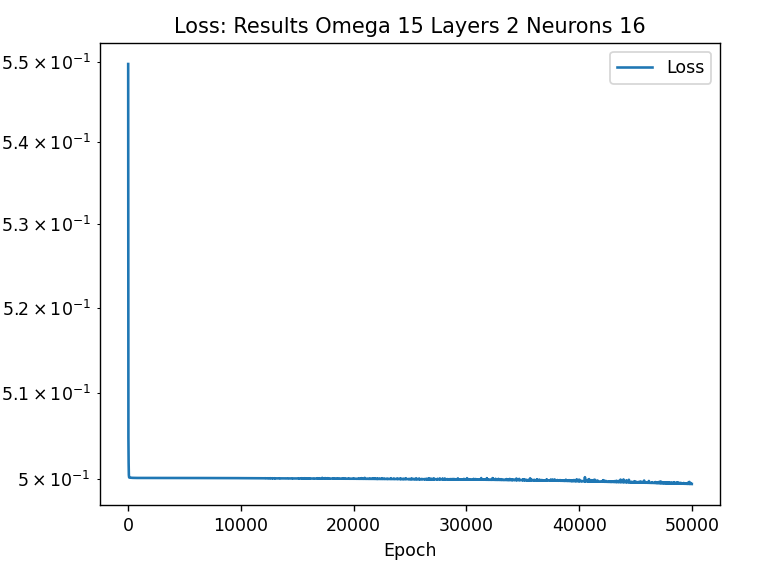 Loss: Results Omega 15 Layers 2 Neurons 16
Loss
5.5 × 10⁻¹
5.4 × 10⁻¹
5.3 × 10⁻¹
5.2 × 10⁻¹
5.1 × 10⁻¹
5 × 10⁻¹
0 10000 20000 30000 40000 50000
Epoch